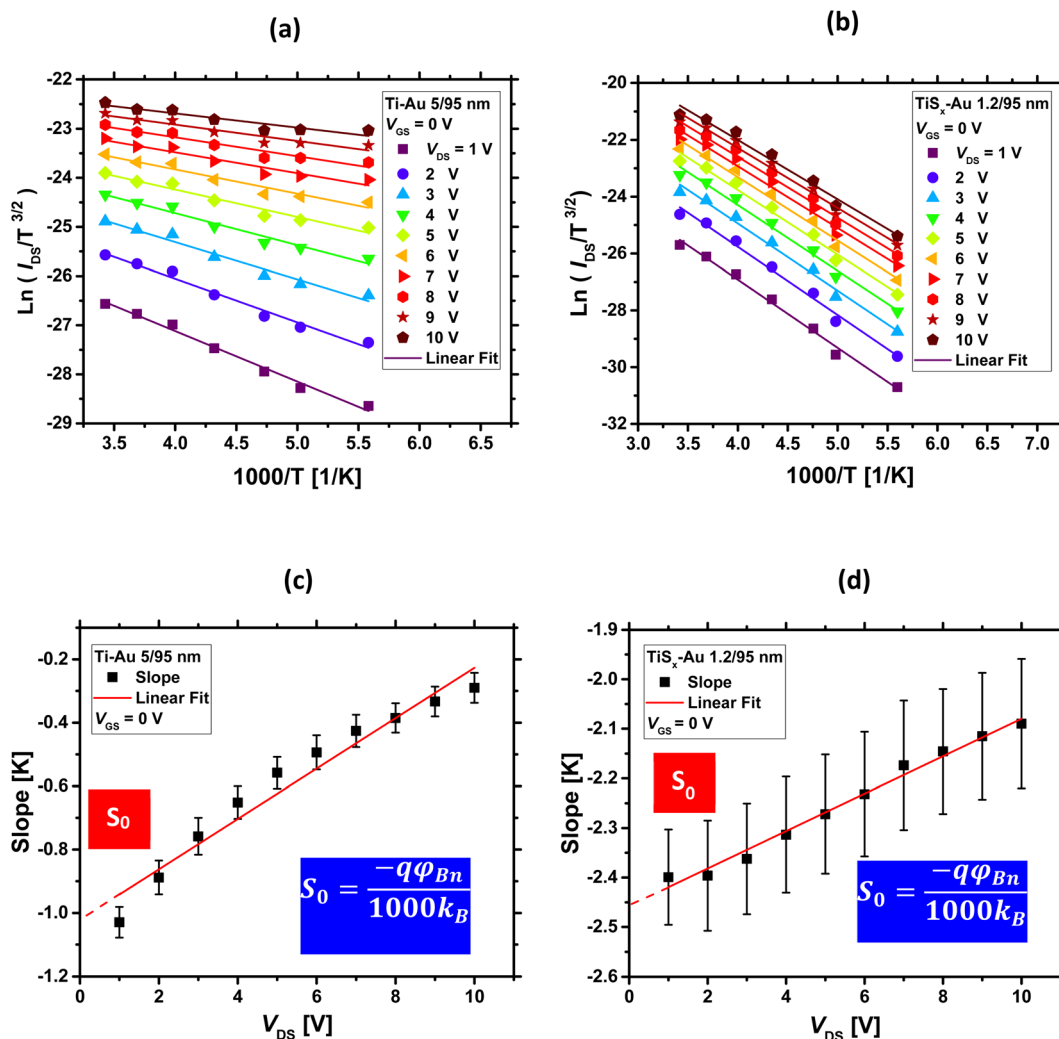 (a)
Ln ( I_DS/T^3/2)
-22
-23
-24
-25
-26
-27
-28
-29
3.5 4.0 4.5 5.0 5.5 6.0 6.5
1000/T [1/K]
Ti-Au 5/95 nm
V_GS = 0 V
V_DS = 1 V
2 V
3 V
4 V
5 V
6 V
7 V
8 V
9 V
10 V
Linear Fit
(b)
Ln ( I_DS/T^3/2)
-20
-22
-24
-26
-28
-30
-32
3.0 3.5 4.0 4.5 5.0 5.5 6.0 6.5 7.0
1000/T [1/K]
TiS_x-Au 1.2/95 nm
V_GS = 0 V
V_DS = 1 V
2 V
3 V
4 V
5 V
6 V
7 V
8 V
9 V
10 V
Linear Fit
(c)
Slope [K]
-0.2
-0.4
-0.6
-0.8
-1.0
-1.2
0 2 4 6 8 10
V_DS [V]
Ti-Au 5/95 nm
Slope
Linear Fit
V_GS = 0 V
S_0
S_0 = -qφ_Bn / 1000k_B
(d)
Slope [K]
-1.9
-2.0
-2.1
-2.2
-2.3
-2.4
-2.5
-2.6
0 2 4 6 8 10
V_DS [V]
TiS_x-Au 1.2/95 nm
Slope
Linear Fit
V_GS = 0 V
S_0
S_0 = -qφ_Bn / 1000k_B